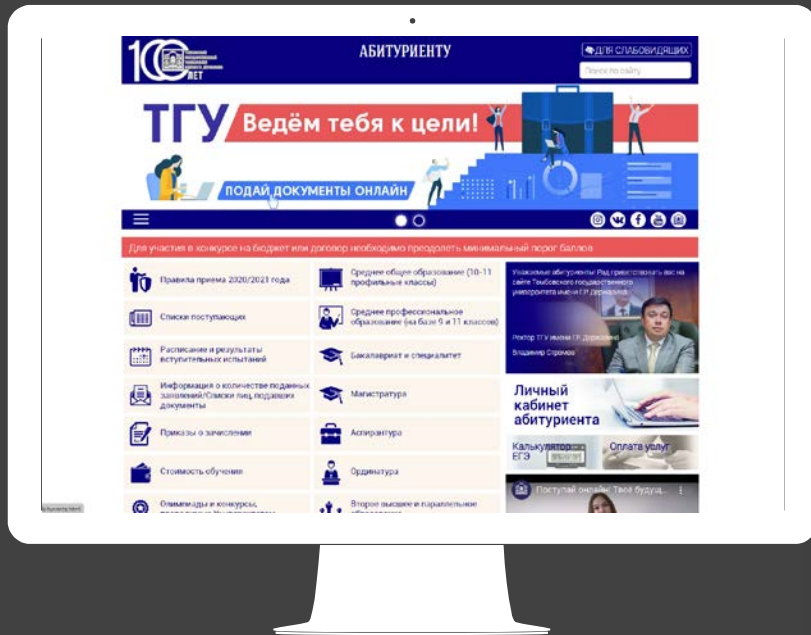 100
ЛЕТ
АБИТУРИЕНТУ
ДЛЯ СЛАБОВИДЯЩИХ
Поиск по сайту
ТГУ Ведём тебя к цели!
ПОДАЙ ДОКУМЕНТЫ ОНЛАЙН
Для участия в конкурсе на бюджет или договор необходимо преодолеть минимальный порог баллов
Правила приема 2020/2021 года
Списки поступающих
Расписание и результаты
вступительных испытаний
Информация о количестве поданных
заявлений/Списки лиц, подавших
документы
Приказы о зачислении
Стоимость обучения
Олимпиады и конкурсы,
Среднее общее образование (10-11
профильные классы)
Среднее профессиональное
образование (на базе 9 и 11 классов)
Бакалавриат и специалитет
Магистратура
Аспирантура
Ординатура
Второе высшее и параллельное
Уважаемые абитуриенты! Рад приветствовать вас на
сайте Тамбовского государственного
университета имени Г.Р. Державина
Ректор ТГУ имени Г.Р. Державина
Владимир Стромов
Личный
кабинет
абитуриента
Калькулятор
ЕГЭ
Оплата услуг
Поступай онлайн! Твоё будущ...